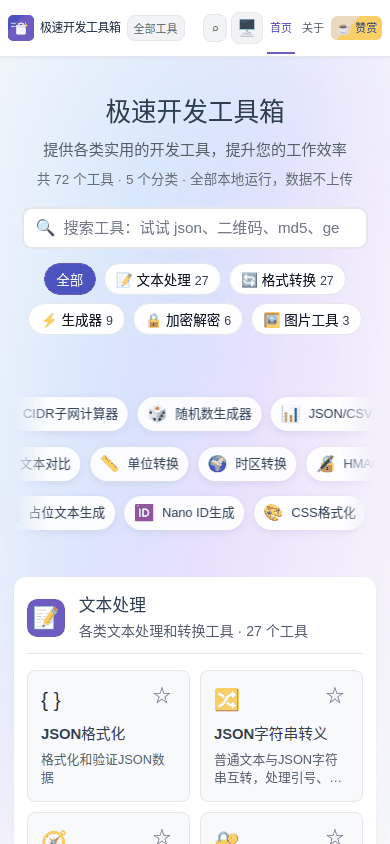 极速开发工具箱
全部工具
首页
关于
赞赏
极速开发工具箱
提供各类实用的开发工具，提升您的工作效率
共 72 个工具 · 5 个分类 · 全部本地运行，数据不上传
搜索工具：试试 json、二维码、md5、ge
全部
文本处理 27
格式转换 27
生成器 9
加密解密 6
图片工具 3
CIDR子网计算器
随机数生成器
JSON/CSV
文本对比
单位转换
时区转换
HMA
占位文本生成
Nano ID生成
CSS格式化
文本处理
各类文本处理和转换工具 · 27 个工具
{ }
JSON格式化
格式化和验证JSON数
据
JSON字符串转义
普通文本与JSON字符
串互转，处理引号、…